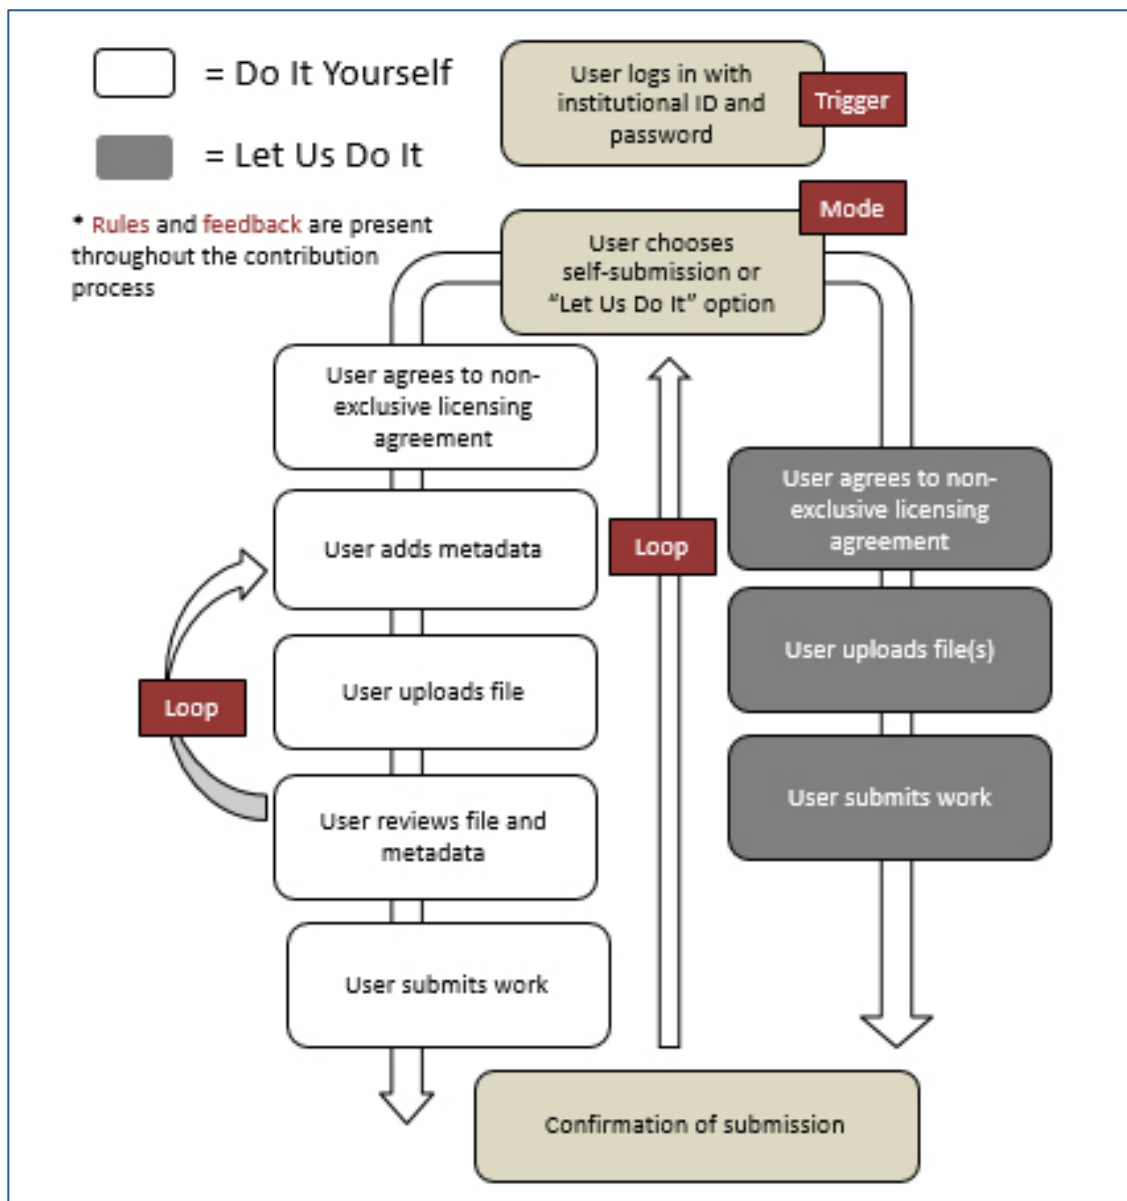 = Do It Yourself
= Let Us Do It
* Rules and feedback are present
throughout the contribution
process
User logs in with
institutional ID and
password
Trigger
Mode
User chooses
self-submission or
“Let Us Do It” option
User agrees to non-
exclusive licensing
agreement
User adds metadata
Loop
User uploads file
User reviews file and
metadata
User submits work
Loop
User agrees to non-
exclusive licensing
agreement
User uploads file(s)
User submits work
Confirmation of submission